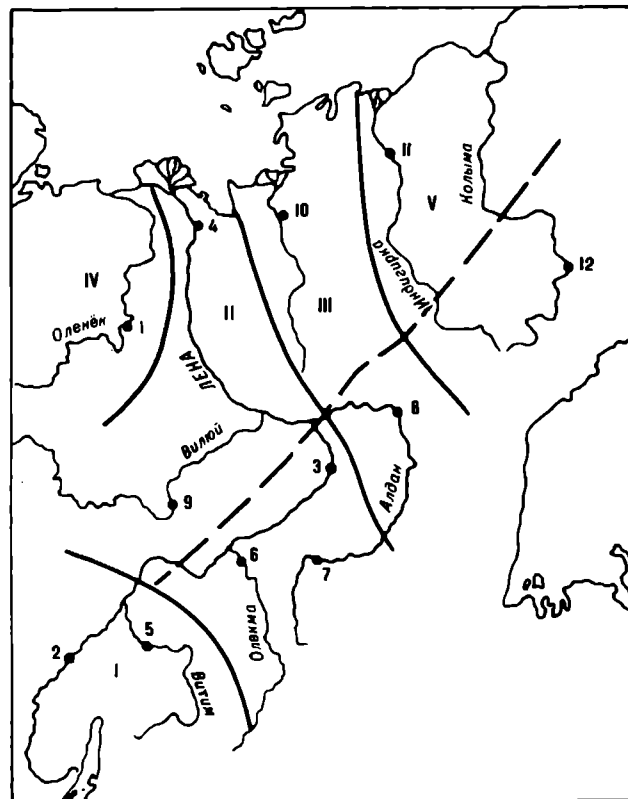 II
Колыма
V
10
4
12
IV
Индигирка
II
III
Оленёк
1
ЛЕНА
8
Вилюй
3
Алдан
9
6
7
5
Олекма
2
I
Витим